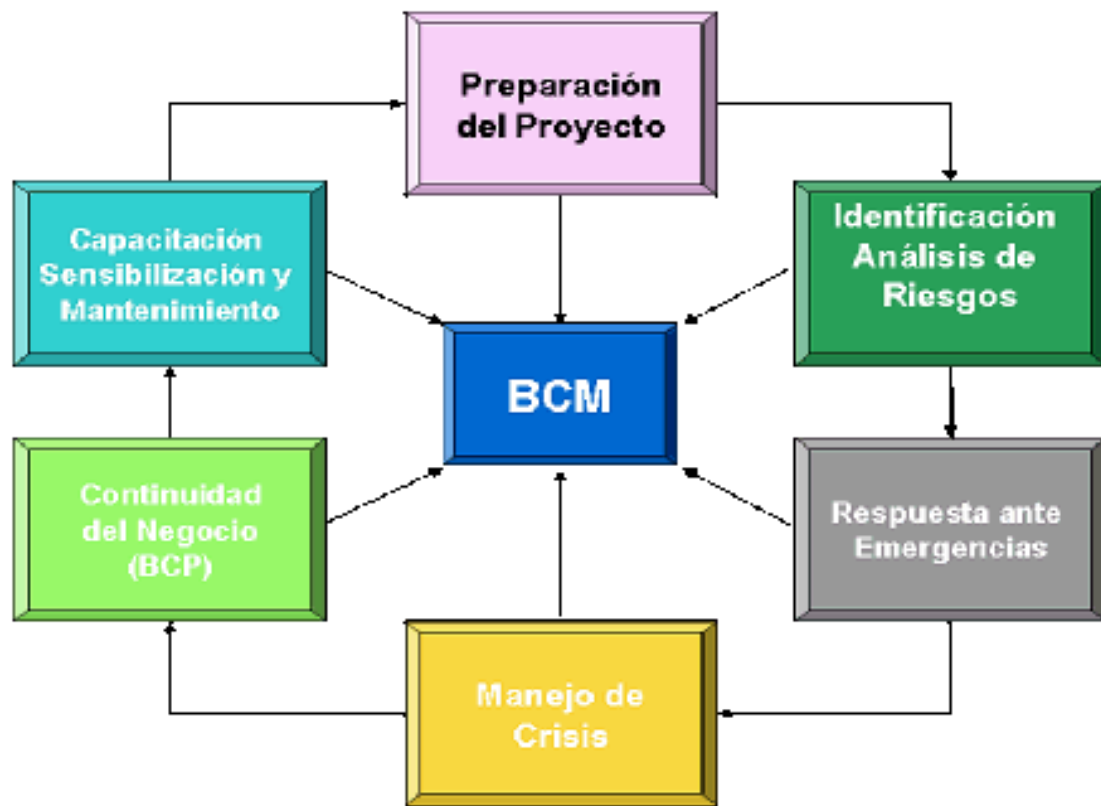 Preparación
del Proyecto
Identificación
Análisis de
Riesgos
Respuesta ante
Emergencias
Manejo de
Crisis
Continuidad
del Negocio
(BCP)
Capacitación
Sensibilización y
Mantenimiento
BCM